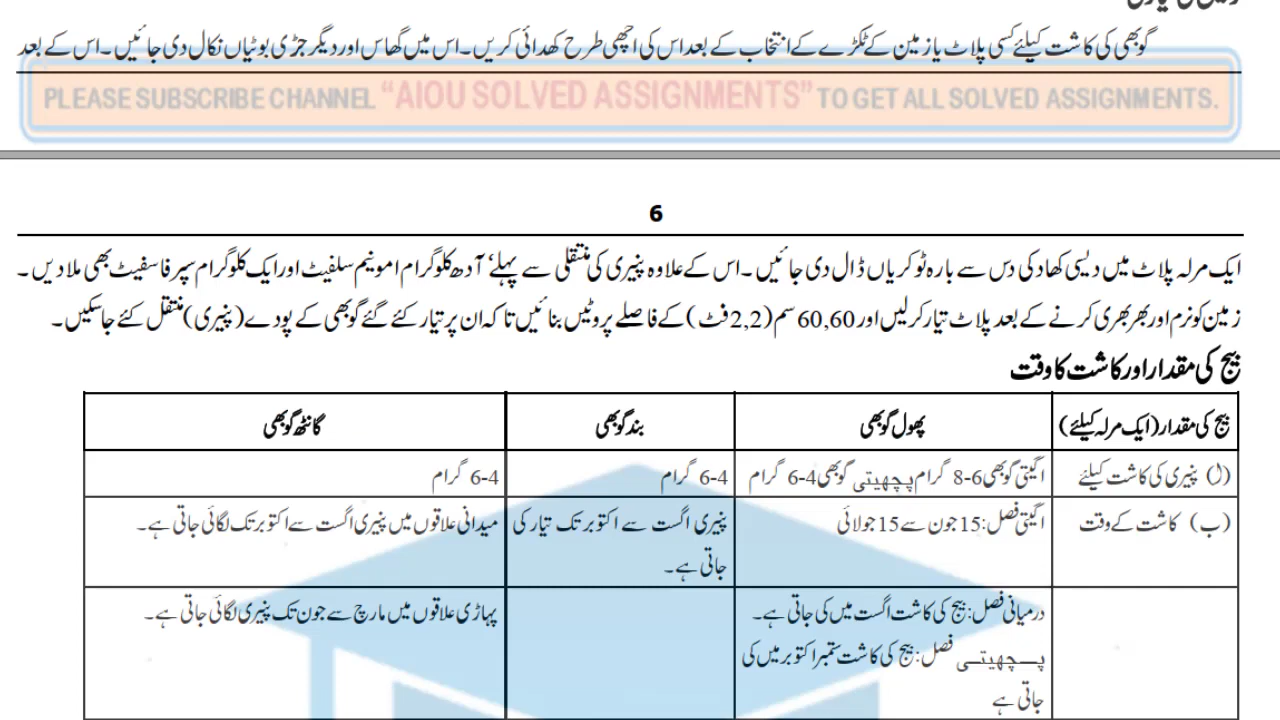 گوبھی کی کاشت کیلئے کسی پلاٹ یا زمین کے ٹکڑے کے انتخاب کے بعد اس کی اچھی طرح کھدائی کریں۔ اس میں گھاس اور دیگر جڑی بوٹیاں نکال دی جائیں۔ اس کے بعد
PLEASE SUBSCRIBE CHANNEL “AIOU SOLVED ASSIGNMENTS” TO GET ALL SOLVED ASSIGNMENTS.
6
ایک مرلہ پلاٹ میں دیسی کھاد کی دس سے بارہ ٹوکریاں ڈال دی جائیں۔ اس کے علاوہ پنیری کی منتقلی سے پہلے‘ آدھ کلوگرام امونیم سلفیٹ اور ایک کلوگرام سپر فاسفیٹ بھی ملا دیں۔
زمین کو نرم اور بھربھری کرنے کے بعد پلاٹ تیار کرلیں اور 60,60 سم (2,2 فٹ) کے فاصلے پر وٹیں بنائیں تاکہ ان پر تیار کئے گئے گوبھی کے پودے (پنیری) منتقل کئے جاسکیں۔
بیج کی مقدار اور کاشت کا وقت
بیج کی مقدار (ایک مرلہ کیلئے) پھول گوبھی بند گوبھی گانٹھ گوبھی
(ل) پنیری کی کاشت کیلئے اگیتی گوبھی 6-8 گرام پچھیتی گوبھی 4-6 گرام 4-6 گرام 4-6 گرام
(ب) کاشت کے وقت اگیتی فصل: 15 جون سے 15 جولائی پنیری اگست سے اکتوبر تک تیار کی میدانی علاقوں میں پنیری اگست سے اکتوبر تک لگائی جاتی ہے۔
جاتی ہے۔
درمیانی فصل: بیج کی کاشت اگست میں کی جاتی ہے۔ پہاڑی علاقوں میں مارچ سے جون تک پنیری لگائی جاتی ہے۔
پچھیتی فصل: بیج کی کاشت ستمبر اکتوبر میں کی
جاتی ہے